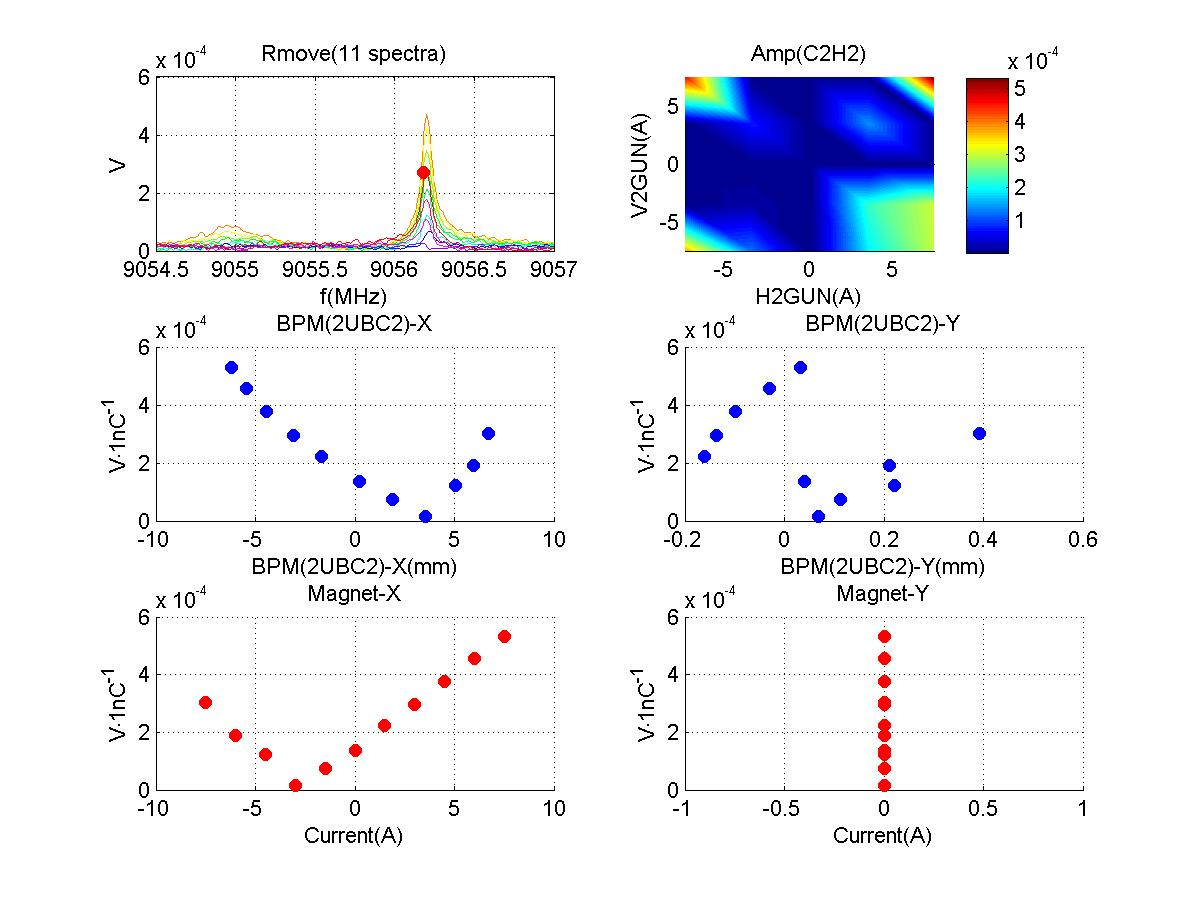 Rmove(11 spectra)
x 10-4
6
4
2
0
V
9054.5 9055 9055.5 9056 9056.5 9057
f(MHz)
Amp(C2H2)
V2GUN(A)
5
0
-5
-5 0 5
H2GUN(A)
x 10-4
5
4
3
2
1
BPM(2UBC2)-X
x 10-4
6
4
2
0
V·1nC-1
-10 -5 0 5 10
BPM(2UBC2)-X(mm)
BPM(2UBC2)-Y
x 10-4
6
4
2
0
V·1nC-1
-0.2 0 0.2 0.4 0.6
BPM(2UBC2)-Y(mm)
Magnet-X
x 10-4
6
4
2
0
V·1nC-1
-10 -5 0 5 10
Current(A)
Magnet-Y
x 10-4
6
4
2
0
V·1nC-1
-1 -0.5 0 0.5 1
Current(A)